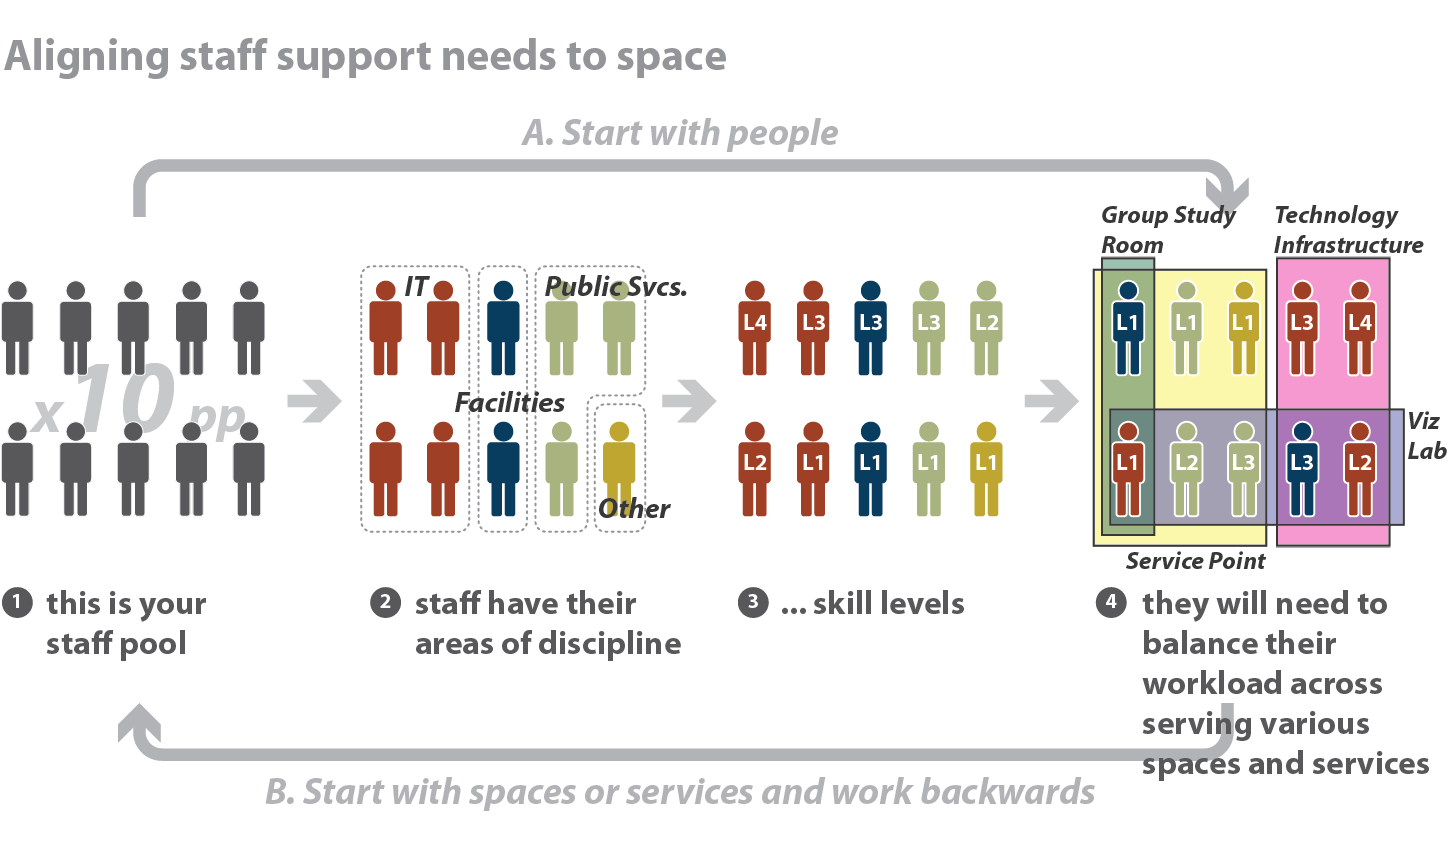 Aligning staff support needs to space
A. Start with people
x10 pp
IT
Public Svcs.
Facilities
Other
L4 L3 L3 L3 L2
L2 L1 L1 L1 L1
Group Study
Room
Technology
Infrastructure
L1 L1 L1 L3 L4
L1 L2 L3 L3 L2
Viz
Lab
Service Point
1 this is your
staff pool
2 staff have their
areas of discipline
3 ... skill levels
4 they will need to
balance their
workload across
serving various
spaces and services
B. Start with spaces or services and work backwards